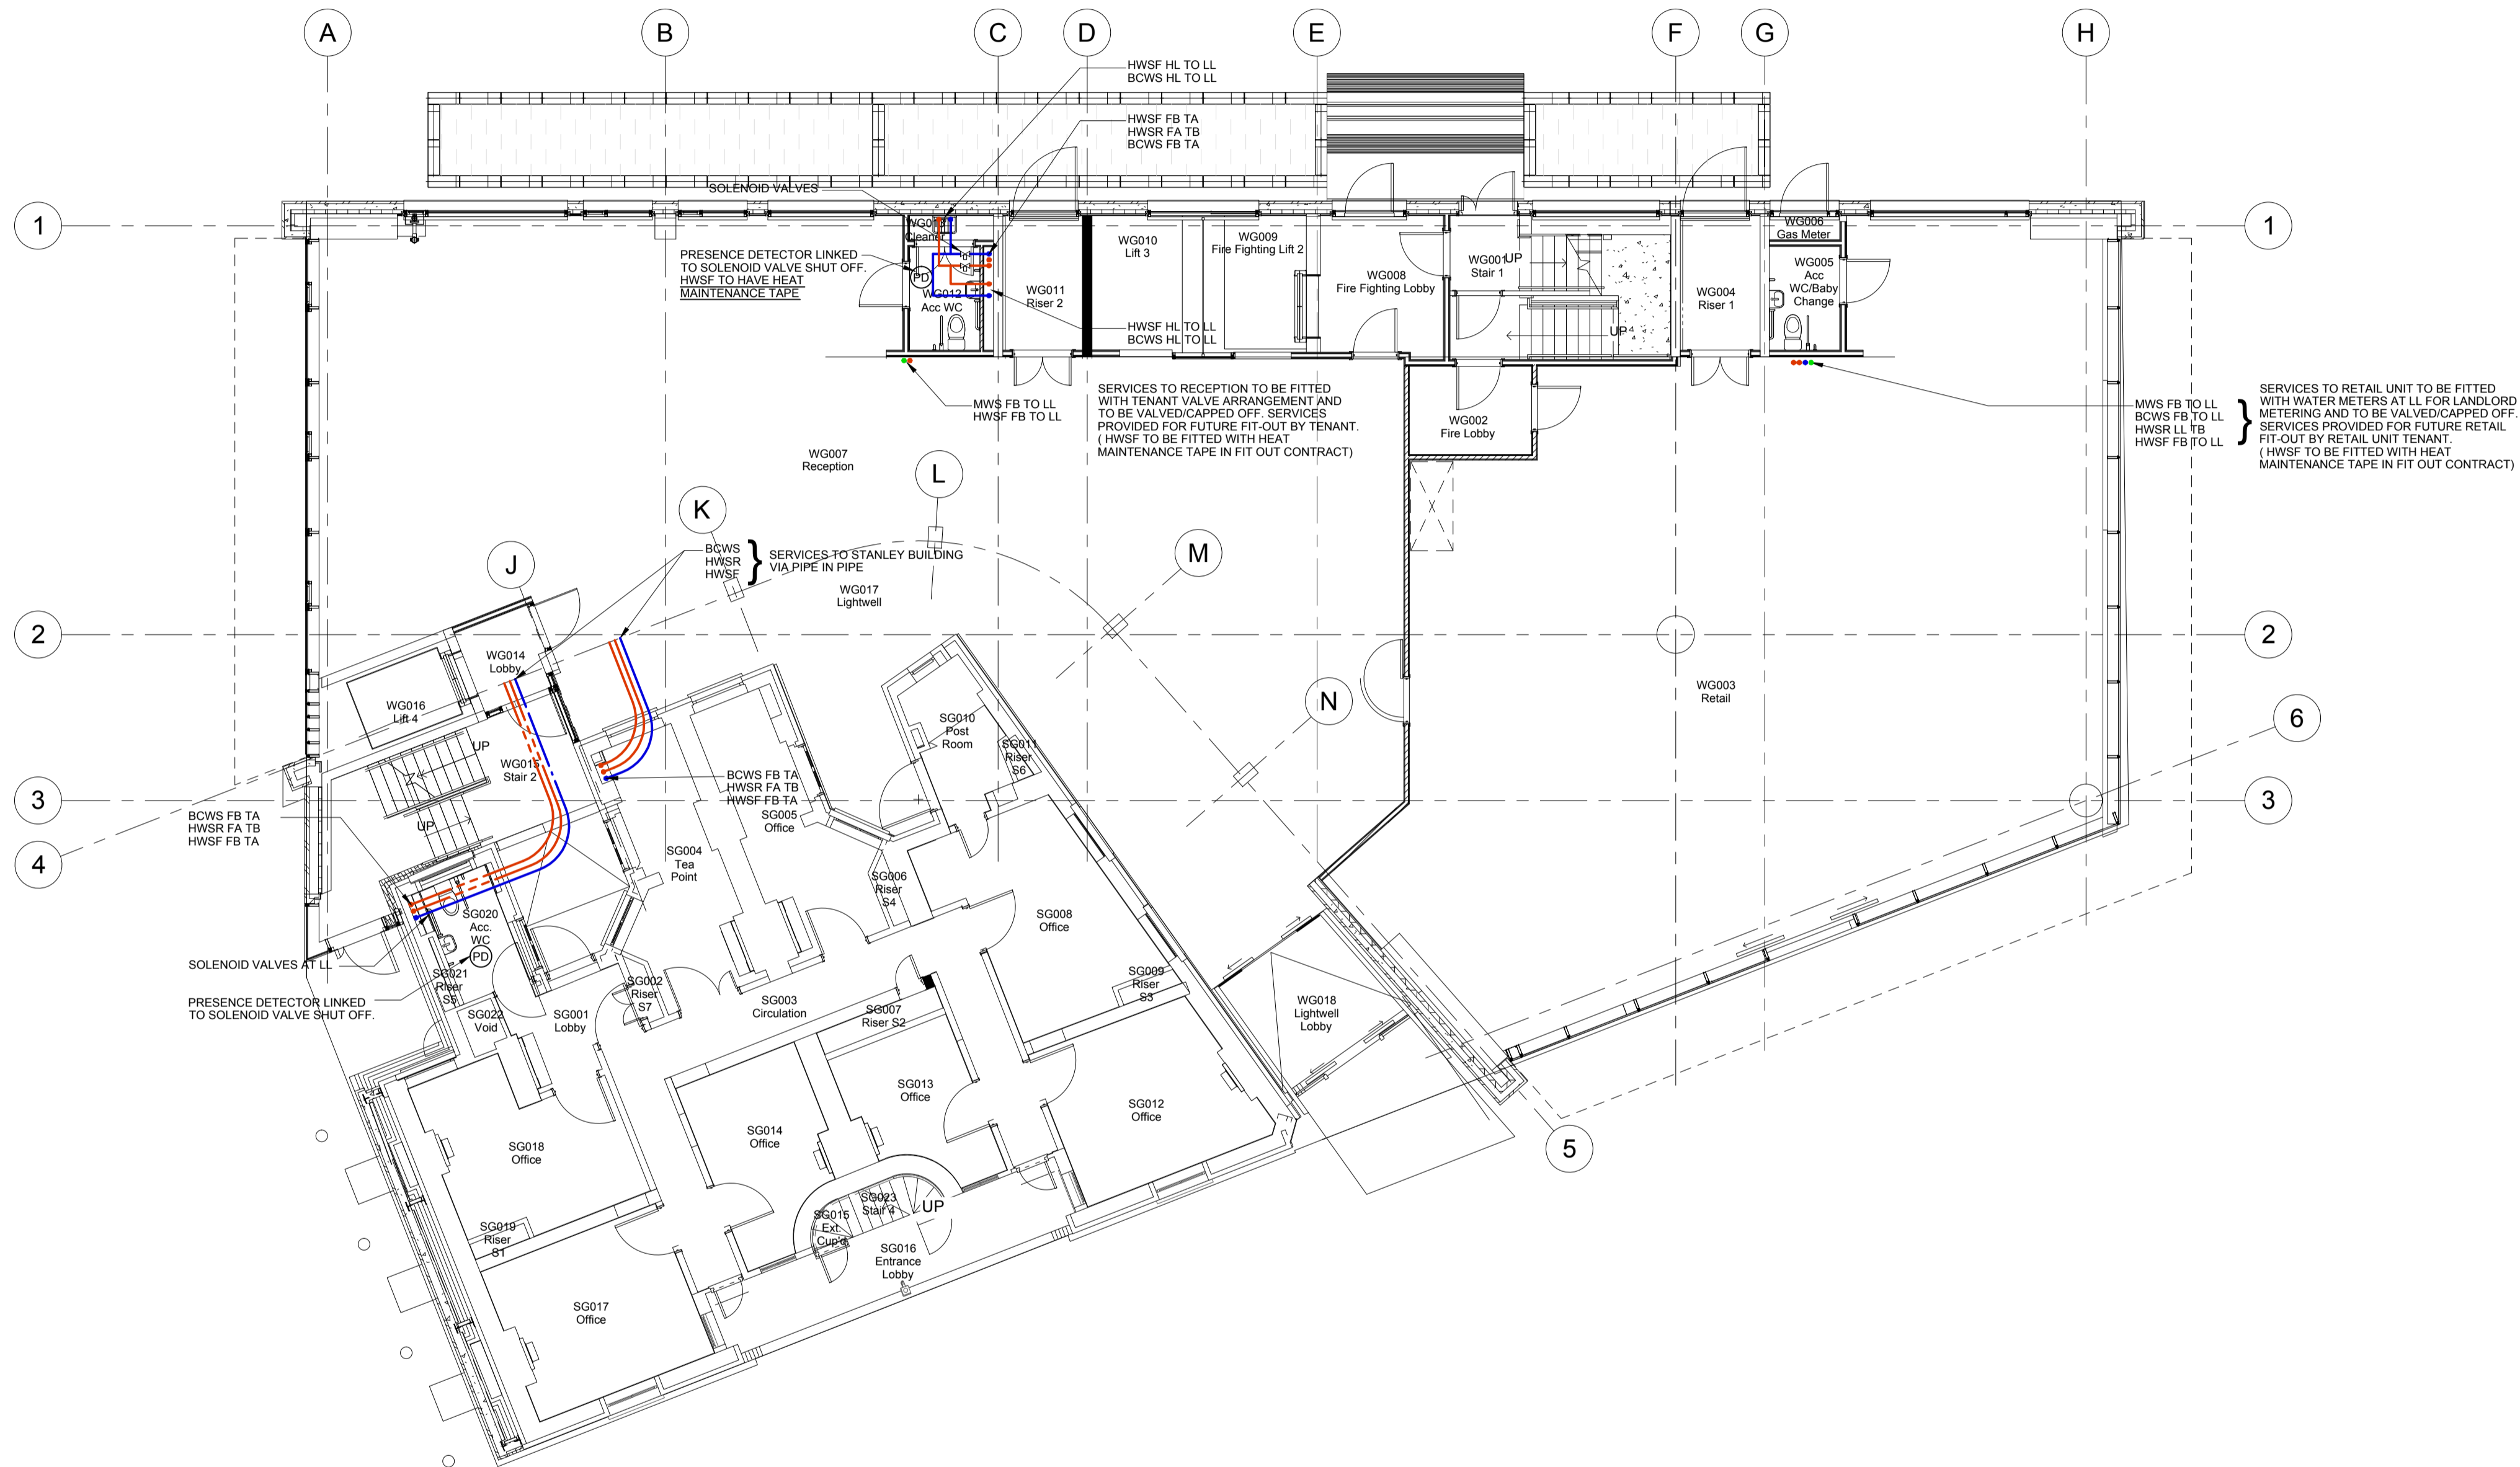 A
B
C
D
E
F
G
H
HWSF HL TO LL
BCWS HL TO LL
HWSF FB TA
HWSR FA TB
BCWS FB TA
SOLENOID VALVES
1
1
Cleaner
PRESENCE DETECTOR LINKED
TO SOLENOID VALVE SHUT OFF.
HWSF TO HAVE HEAT
MAINTENANCE TAPE
PD
WG012
Acc WC
WG011
Riser 2
WG010
Lift 3
WG009
Fire Fighting Lift 2
WG008
Fire Fighting Lobby
WG001
Stair 1
UP
UP
WG004
Riser 1
WG006
Gas Meter
WG005
Acc
WC/Baby
Change
HWSF HL TO LL
BCWS HL TO LL
MWS FB TO LL
HWSF FB TO LL
SERVICES TO RECEPTION TO BE FITTED
WITH TENANT VALVE ARRANGEMENT AND
TO BE VALVED/CAPPED OFF. SERVICES
PROVIDED FOR FUTURE FIT-OUT BY TENANT.
( HWSF TO BE FITTED WITH HEAT
MAINTENANCE TAPE IN FIT OUT CONTRACT)
WG002
Fire Lobby
MWS FB TO LL
BCWS FB TO LL
HWSR LL TB
HWSF FB TO LL
SERVICES TO RETAIL UNIT TO BE FITTED
WITH WATER METERS AT LL FOR LANDLORD
METERING AND TO BE VALVED/CAPPED OFF.
SERVICES PROVIDED FOR FUTURE RETAIL
FIT-OUT BY RETAIL UNIT TENANT.
( HWSF TO BE FITTED WITH HEAT
MAINTENANCE TAPE IN FIT OUT CONTRACT)
WG007
Reception
L
K
J
M
N
BCWS
HWSR
HWSF
SERVICES TO STANLEY BUILDING
VIA PIPE IN PIPE
WG017
Lightwell
2
2
WG014
Lobby
WG016
Lift 4
UP
WG015
Stair 2
UP
WG003
Retail
6
SG010
Post
Room
SG011
Riser
S6
3
3
4
BCWS FB TA
HWSR FA TB
HWSF FB TA
BCWS FB TA
HWSR FA TB
HWSF FB TA
SG005
Office
SG004
Tea
Point
SG006
Riser
S4
SG020
Acc.
WC
PD
SOLENOID VALVES AT LL
SG021
Riser
S5
PRESENCE DETECTOR LINKED
TO SOLENOID VALVE SHUT OFF.
SG022
Void
SG001
Lobby
SG002
Riser
S7
SG003
Circulation
SG007
Riser S2
SG008
Office
SG009
Riser
S3
WG018
Lightwell
Lobby
SG013
Office
SG014
Office
SG012
Office
SG018
Office
5
SG023
Stair 4
UP
SG015
Ext.
Cup'd
SG019
Riser
S1
SG016
Entrance
Lobby
SG017
Office